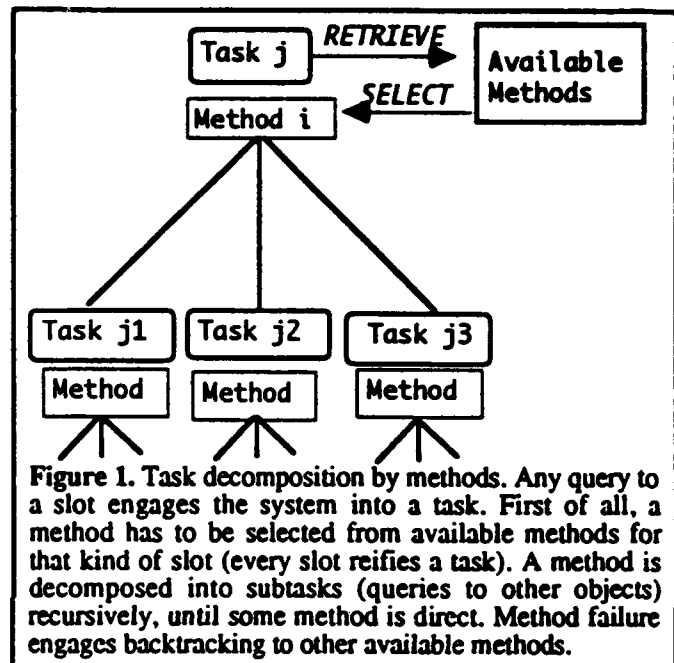 Task j
RETRIEVE
Available
Methods
SELECT
Method i
Task j1
Task j2
Task j3
Method
Method
Method
Figure 1. Task decomposition by methods. Any query to
a slot engages the system into a task. First of all, a
method has to be selected from available methods for
that kind of slot (every slot reifies a task). A method is
decomposed into subtasks (queries to other objects)
recursively, until some method is direct. Method failure
engages backtracking to other available methods.